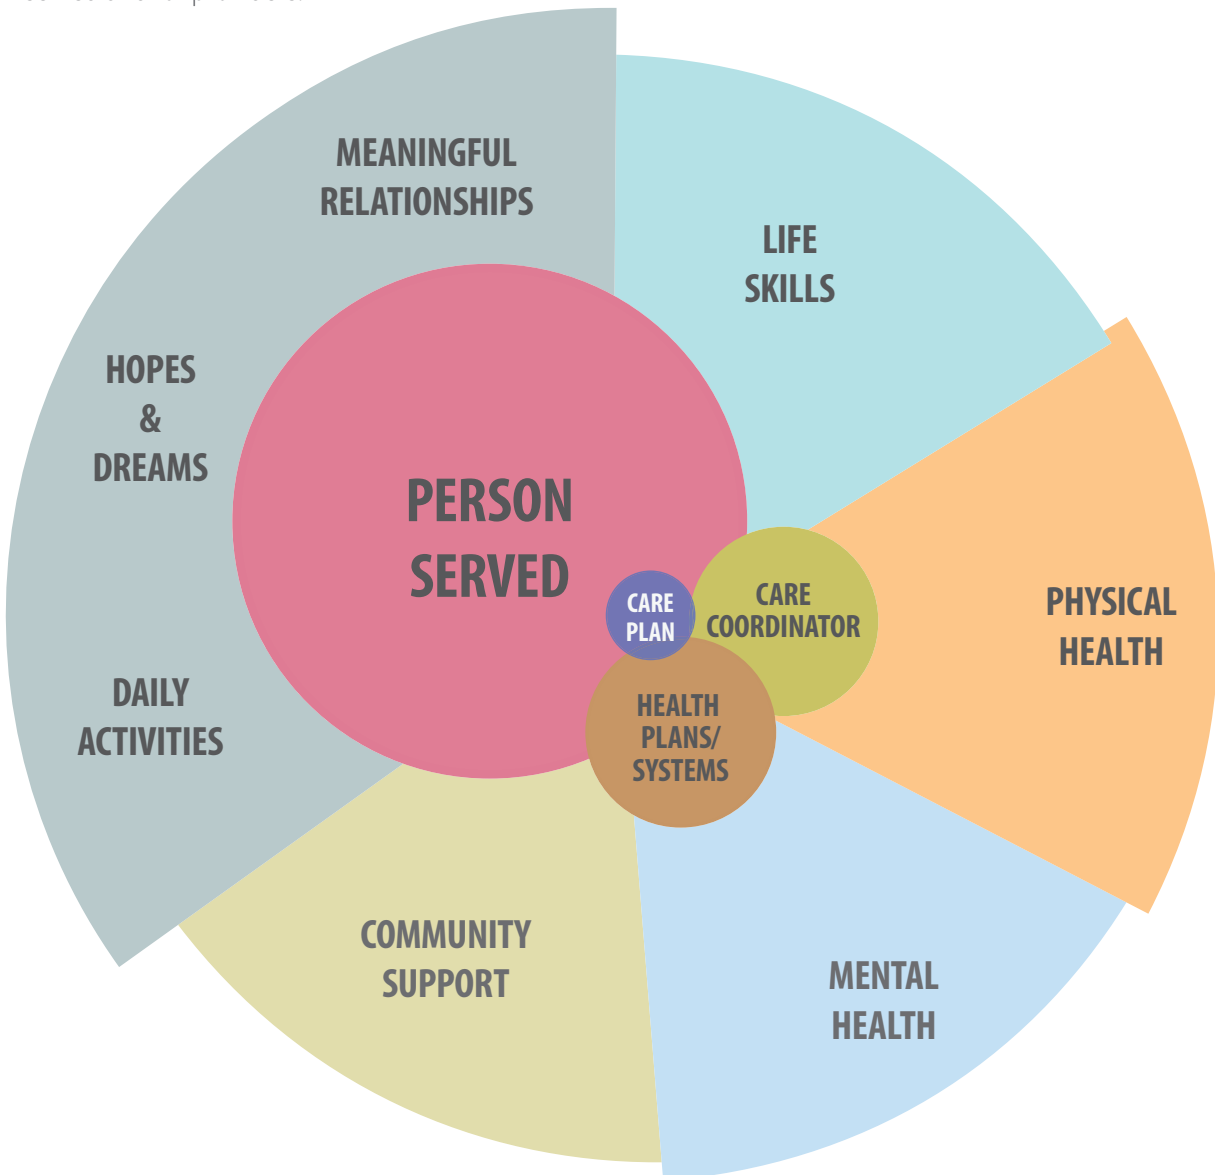 MEANINGFUL
RELATIONSHIPS
LIFE
SKILLS
HOPES
&
DREAMS
PERSON
SERVED
CARE
PLAN
CARE
COORDINATOR
PHYSICAL
HEALTH
DAILY
ACTIVITIES
HEALTH
PLANS/
SYSTEMS
COMMUNITY
SUPPORT
MENTAL
HEALTH